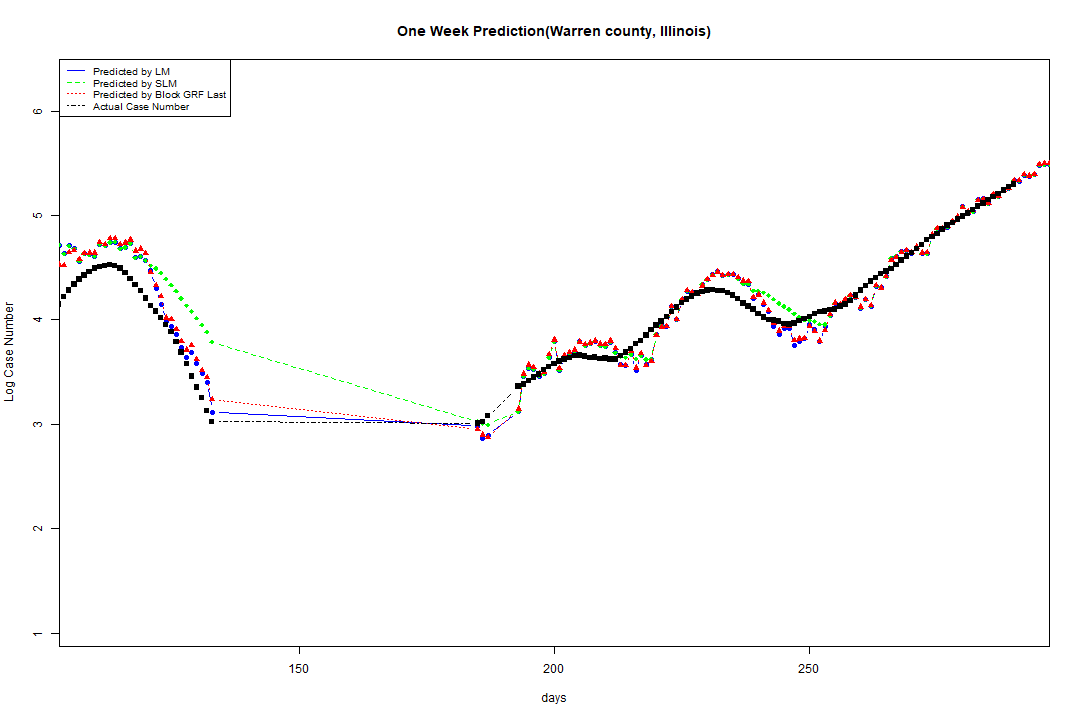 One Week Prediction(Warren county, Illinois)
Predicted by LM
Predicted by SLM
Predicted by Block GRF Last
Actual Case Number
6
5
4
3
2
1
Log Case Number
150 200 250
days